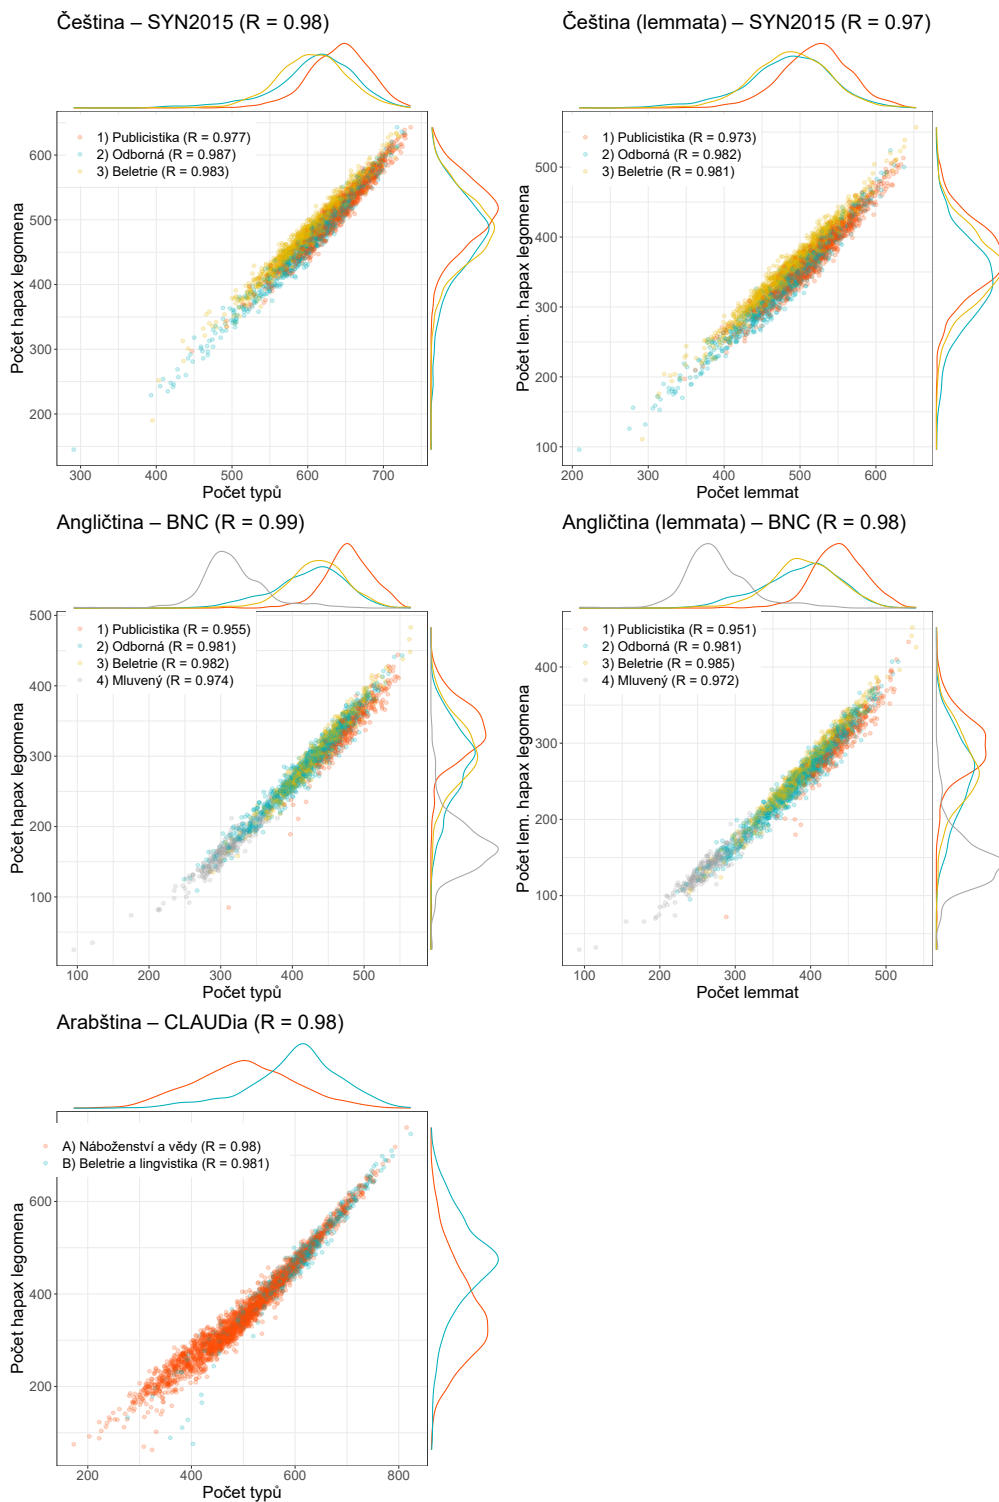 Čeština – SYN2015 (R = 0.98)
1) Publicistika (R = 0.977)
2) Odborná (R = 0.987)
3) Beletrie (R = 0.983)
Počet hapax legomena
600
500
400
300
200
300
400
500
600
700
Počet typů
Čeština (lemmata) – SYN2015 (R = 0.97)
1) Publicistika (R = 0.973)
2) Odborná (R = 0.982)
3) Beletrie (R = 0.981)
Počet lem. hapax legomena
500
400
300
200
100
200
300
400
500
600
Počet lemmat
Angličtina – BNC (R = 0.99)
1) Publicistika (R = 0.955)
2) Odborná (R = 0.981)
3) Beletrie (R = 0.982)
4) Mluvený (R = 0.974)
Počet hapax legomena
500
400
300
200
100
100
200
300
400
500
Počet typů
Angličtina (lemmata) – BNC (R = 0.98)
1) Publicistika (R = 0.951)
2) Odborná (R = 0.981)
3) Beletrie (R = 0.985)
4) Mluvený (R = 0.972)
Počet lem. hapax legomena
400
300
200
100
100
200
300
400
500
Počet lemmat
Arabština – CLAUDia (R = 0.98)
A) Náboženství a vědy (R = 0.98)
B) Beletrie a lingvistika (R = 0.981)
Počet hapax legomena
600
400
200
200
400
600
800
Počet typů